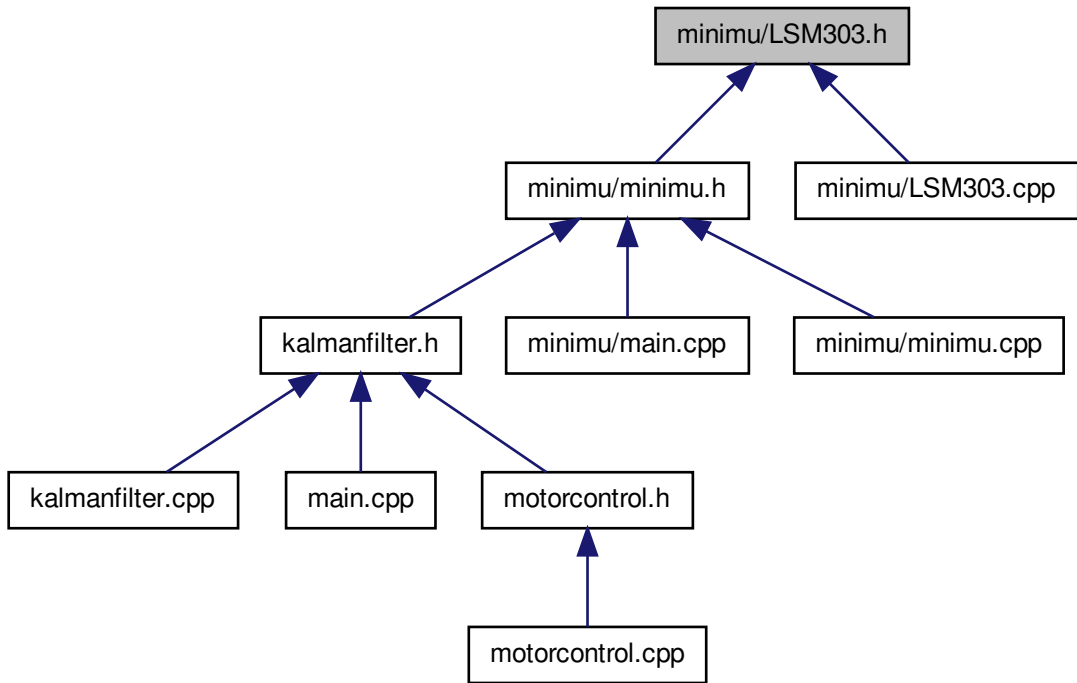 minimu/LSM303.h
minimu/minimu.h
minimu/LSM303.cpp
kalmanfilter.h
minimu/main.cpp
minimu/minimu.cpp
kalmanfilter.cpp
main.cpp
motorcontrol.h
motorcontrol.cpp